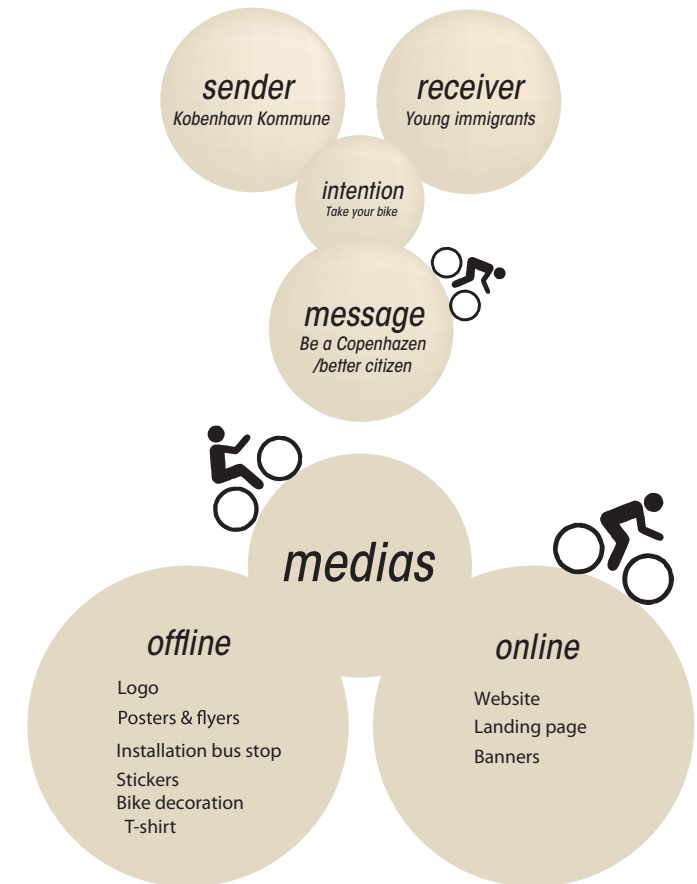 sender
Kobenhavn Kommune
receiver
Young immigrants
intention
Take your bike
message
Be a Copenhazen
/better citizen
medias
offline
Logo
Posters & flyers
Installation bus stop
Stickers
Bike decoration
T-shirt
online
Website
Landing page
Banners